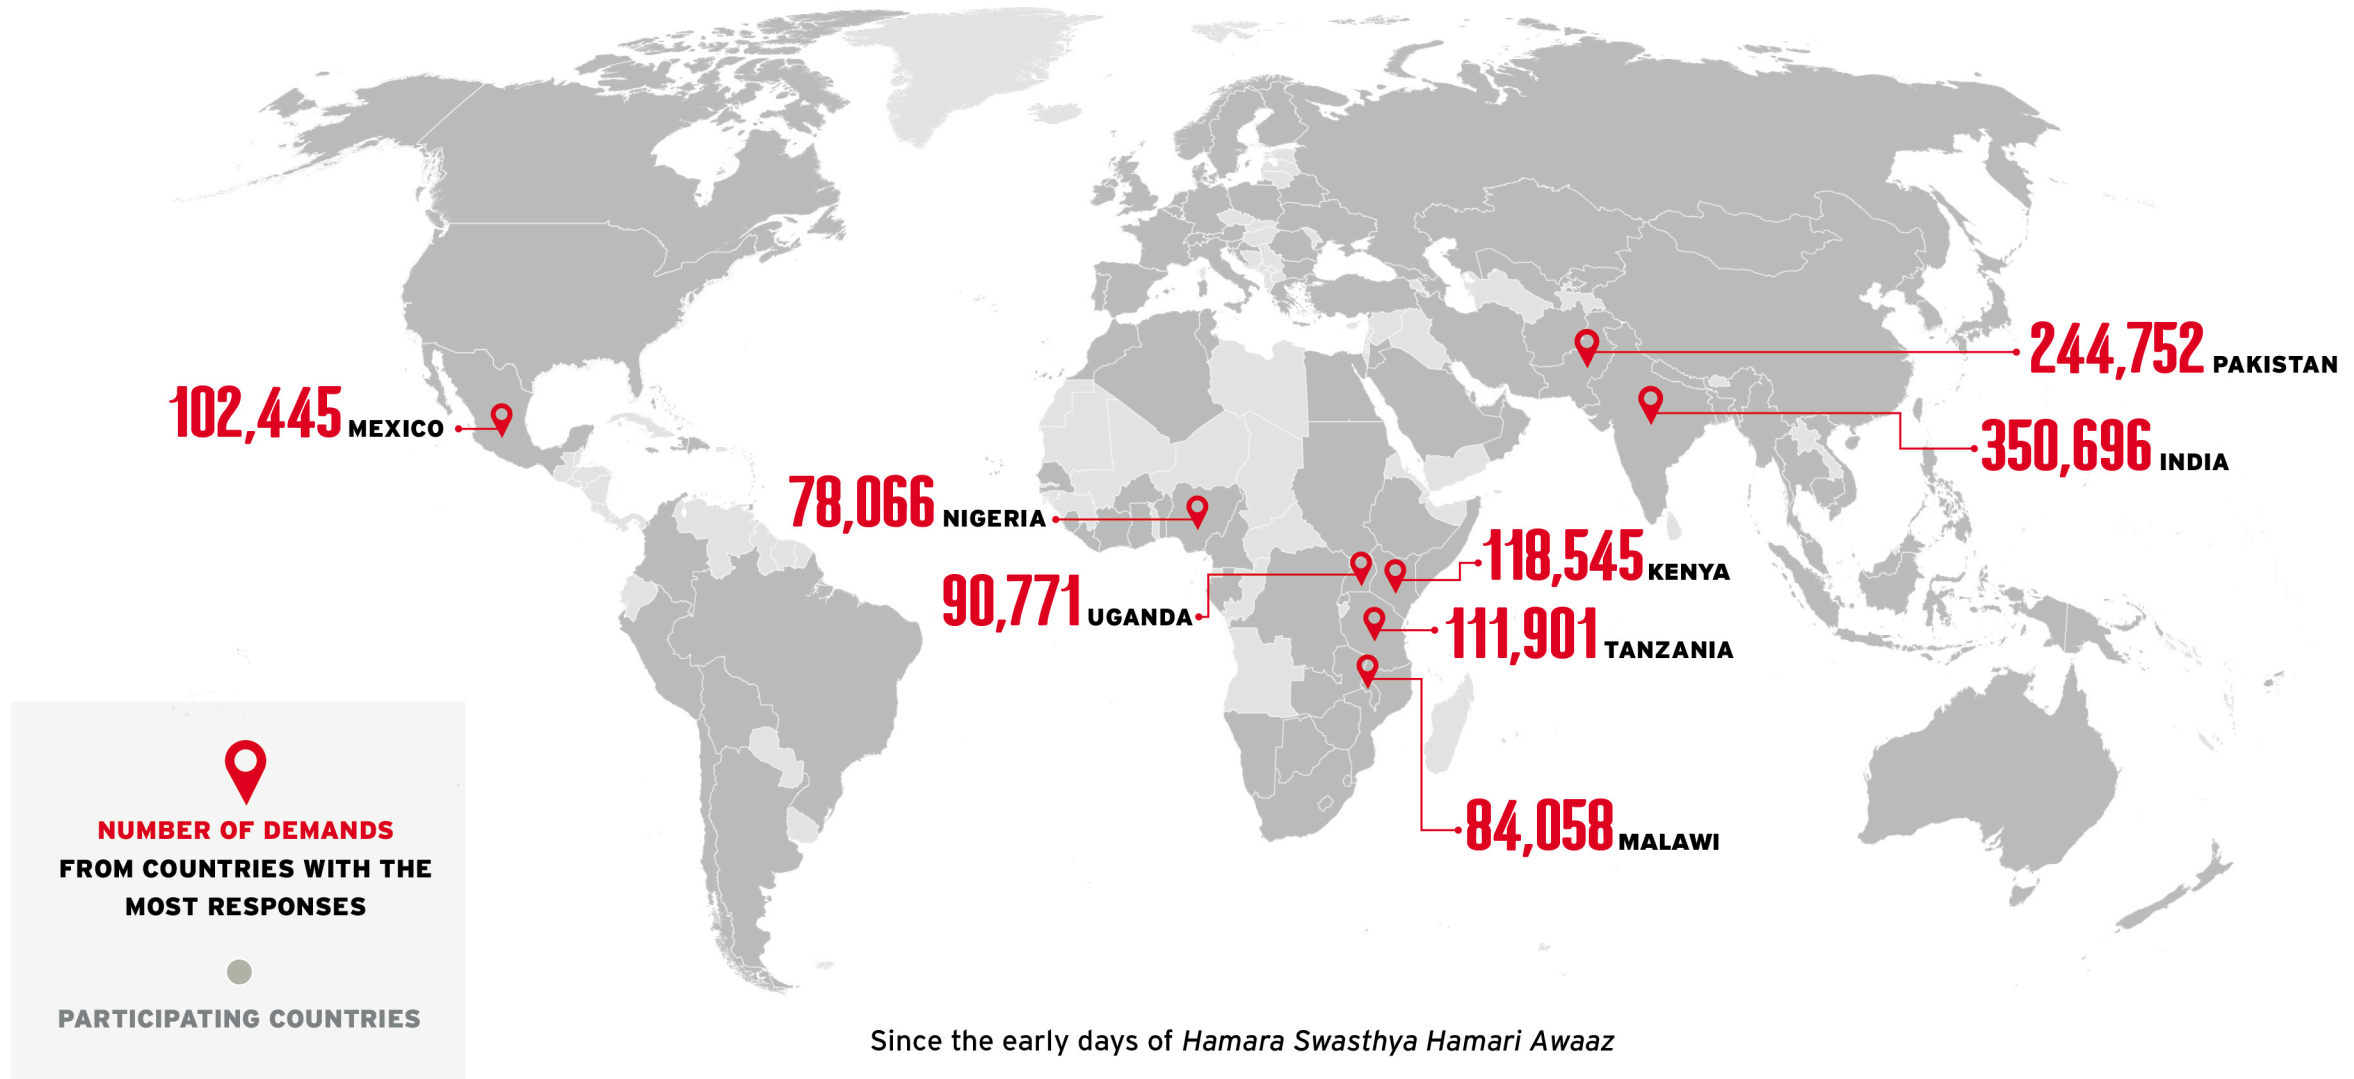 244,752 PAKISTAN
102,445 MEXICO
350,696 INDIA
78,066 NIGERIA
118,545 KENYA
90,771 UGANDA
111,901 TANZANIA
84,058 MALAWI
NUMBER OF DEMANDS
FROM COUNTRIES WITH THE
MOST RESPONSES
PARTICIPATING COUNTRIES
Since the early days of Hamara Swasthya Hamari Awaaz